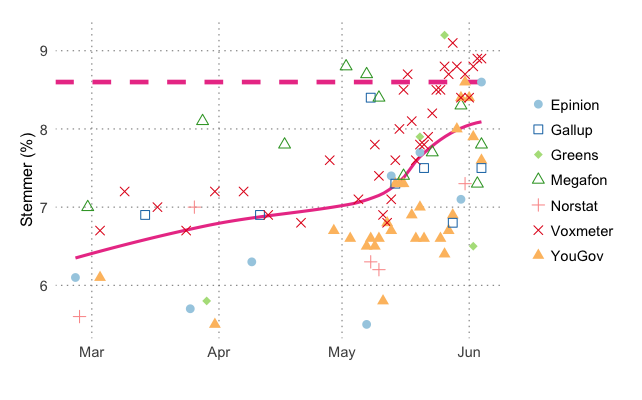 Stemmer (%)
9
8
7
6
Mar
Apr
May
Jun
Epinion
Gallup
Greens
Megafon
Norstat
Voxmeter
YouGov